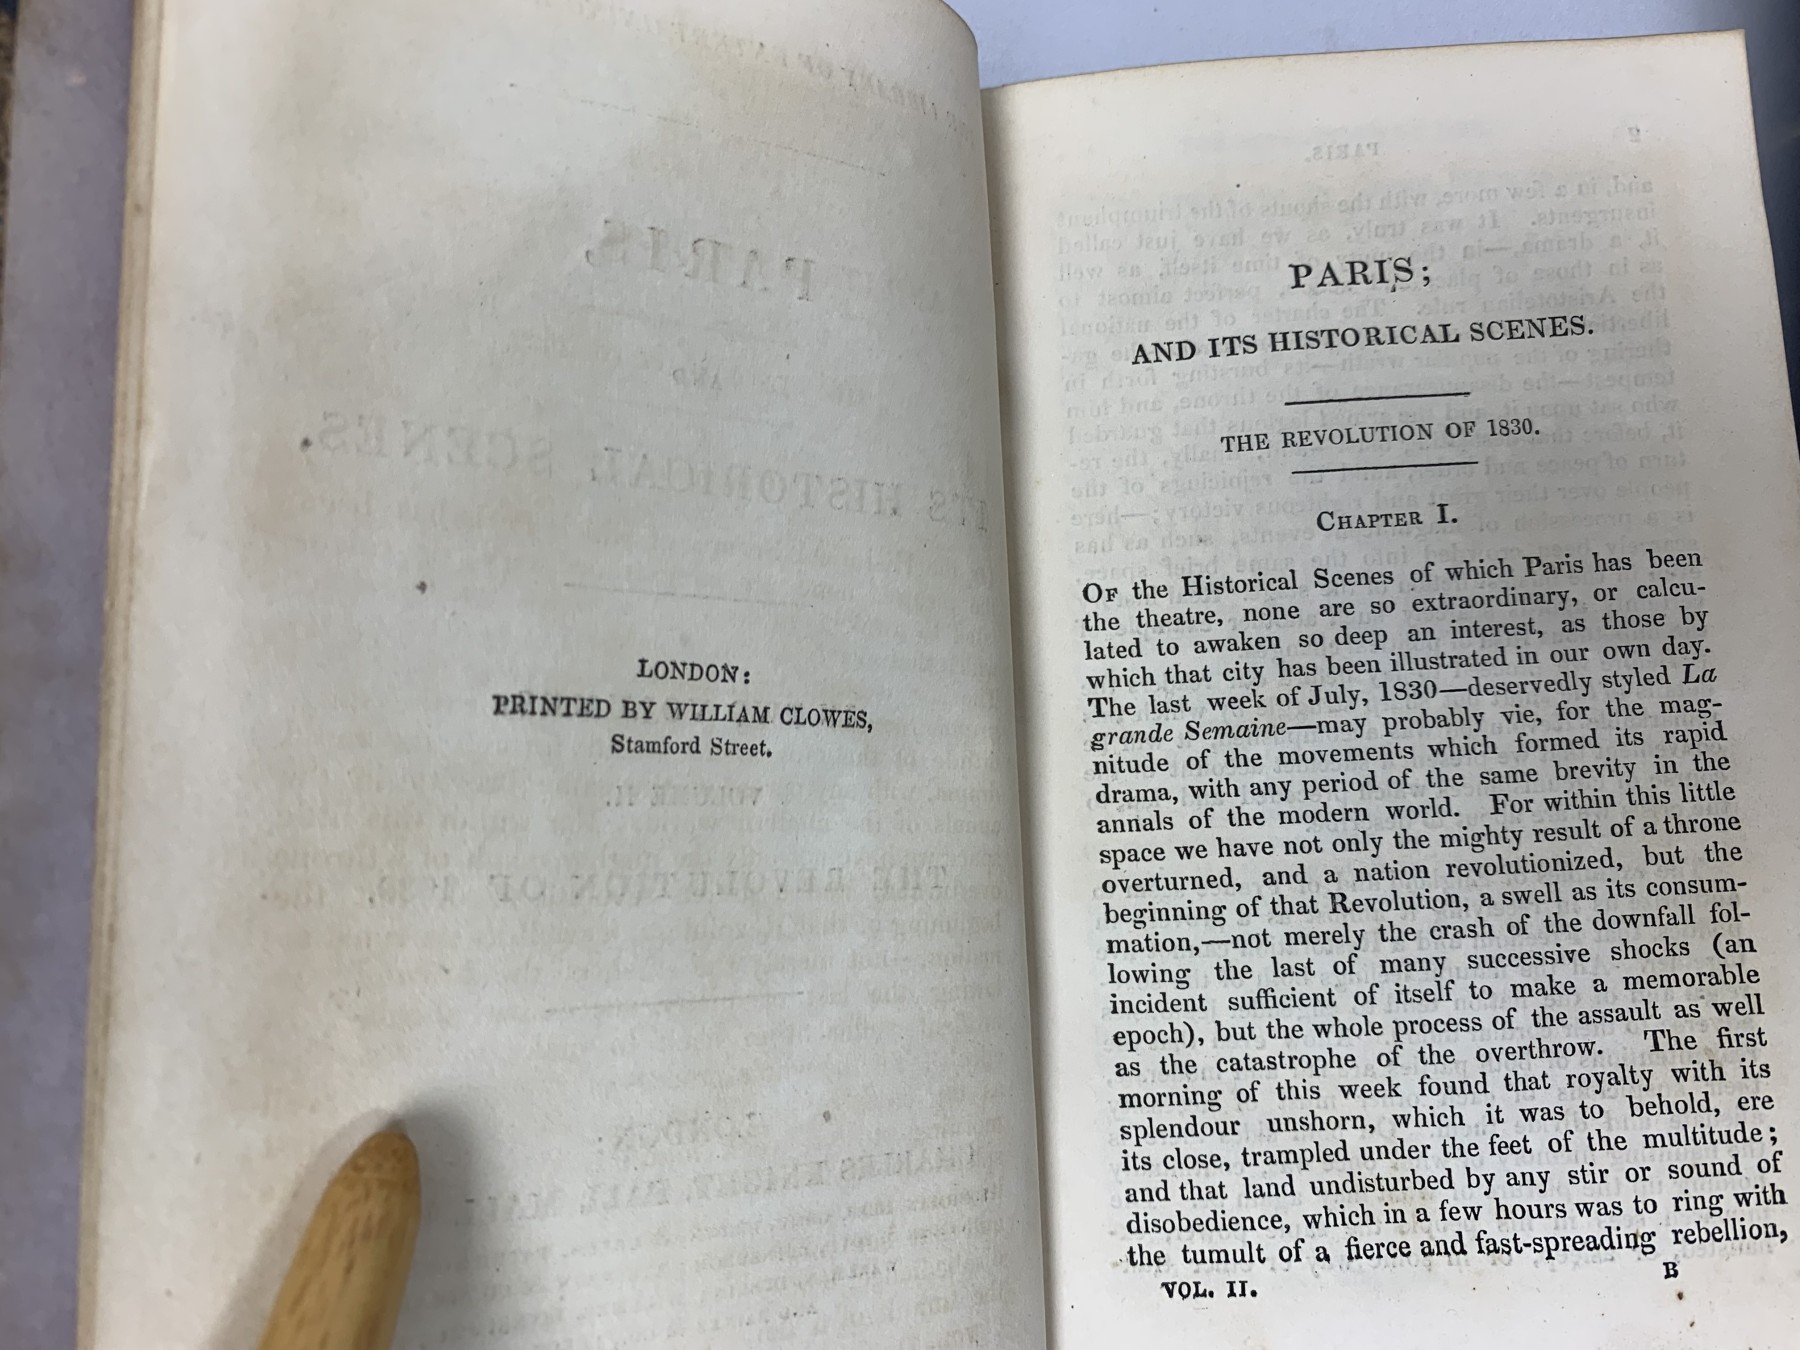 LONDON:
PRINTED BY WILLIAM CLOWES,
Stamford Street.
PARIS;
AND ITS HISTORICAL SCENES.
THE REVOLUTION OF 1830.
CHAPTER I.
OF the Historical Scenes of which Paris has been
the theatre, none are so extraordinary, or calcu-
lated to awaken so deep an interest, as those by
which that city has been illustrated in our own day.
The last week of July, 1830—deservedly styled La
grande Semaine—may probably vie, for the mag-
nitude of the movements which formed its rapid
drama, with any period of the same brevity in the
annals of the modern world. For within this little
space we have not only the mighty result of a throne
overturned, and a nation revolutionized, but the
beginning of that Revolution, a swell as its consum-
mation,—not merely the crash of the downfall fol-
lowing the last of many successive shocks (an
incident sufficient of itself to make a memorable
epoch), but the whole process of the assault as well
as the catastrophe of the overthrow. The first
morning of this week found that royalty with its
splendour unshorn, which it was to behold, ere
its close, trampled under the feet of the multitude;
and that land undisturbed by any stir or sound of
disobedience, which in a few hours was to ring with
the tumult of a fierce and fast-spreading rebellion,
VOL. II. B